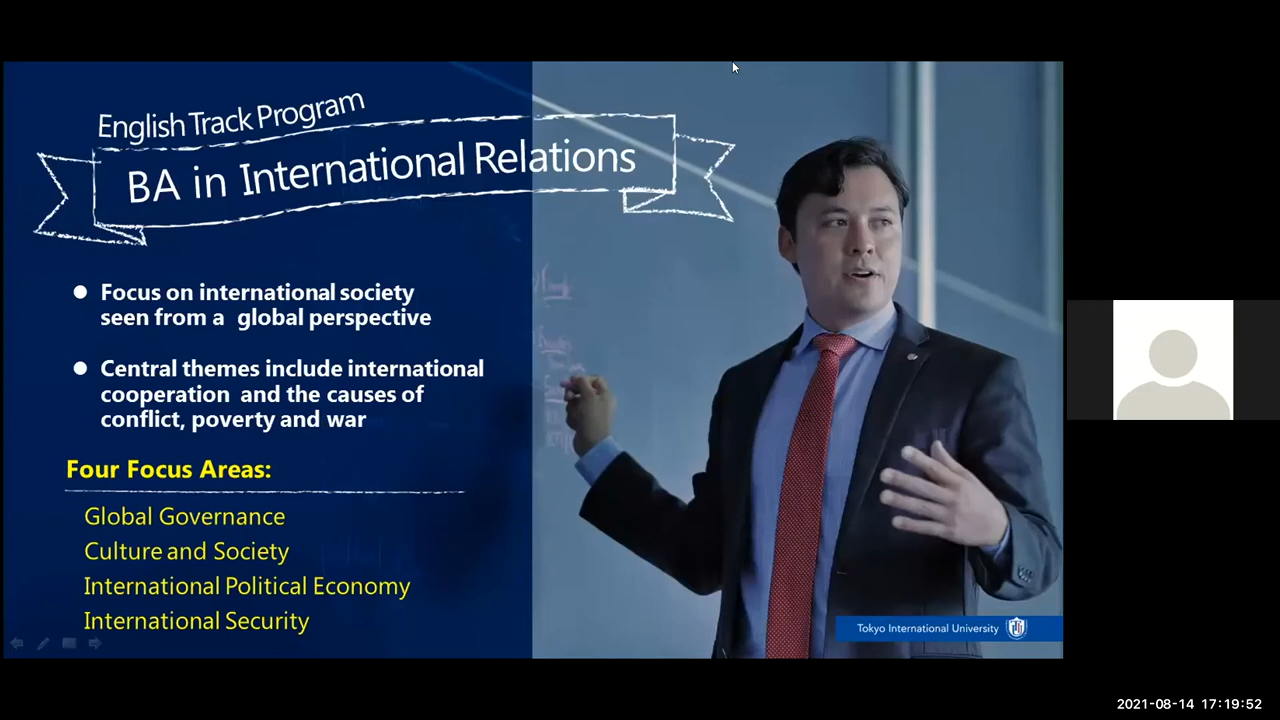 English Track Program
BA in International Relations
Focus on international society
seen from a global perspective
Central themes include international
cooperation and the causes of
conflict, poverty and war
Four Focus Areas:
Global Governance
Culture and Society
International Political Economy
International Security
Tokyo International University
2021-08-14 17:19:52